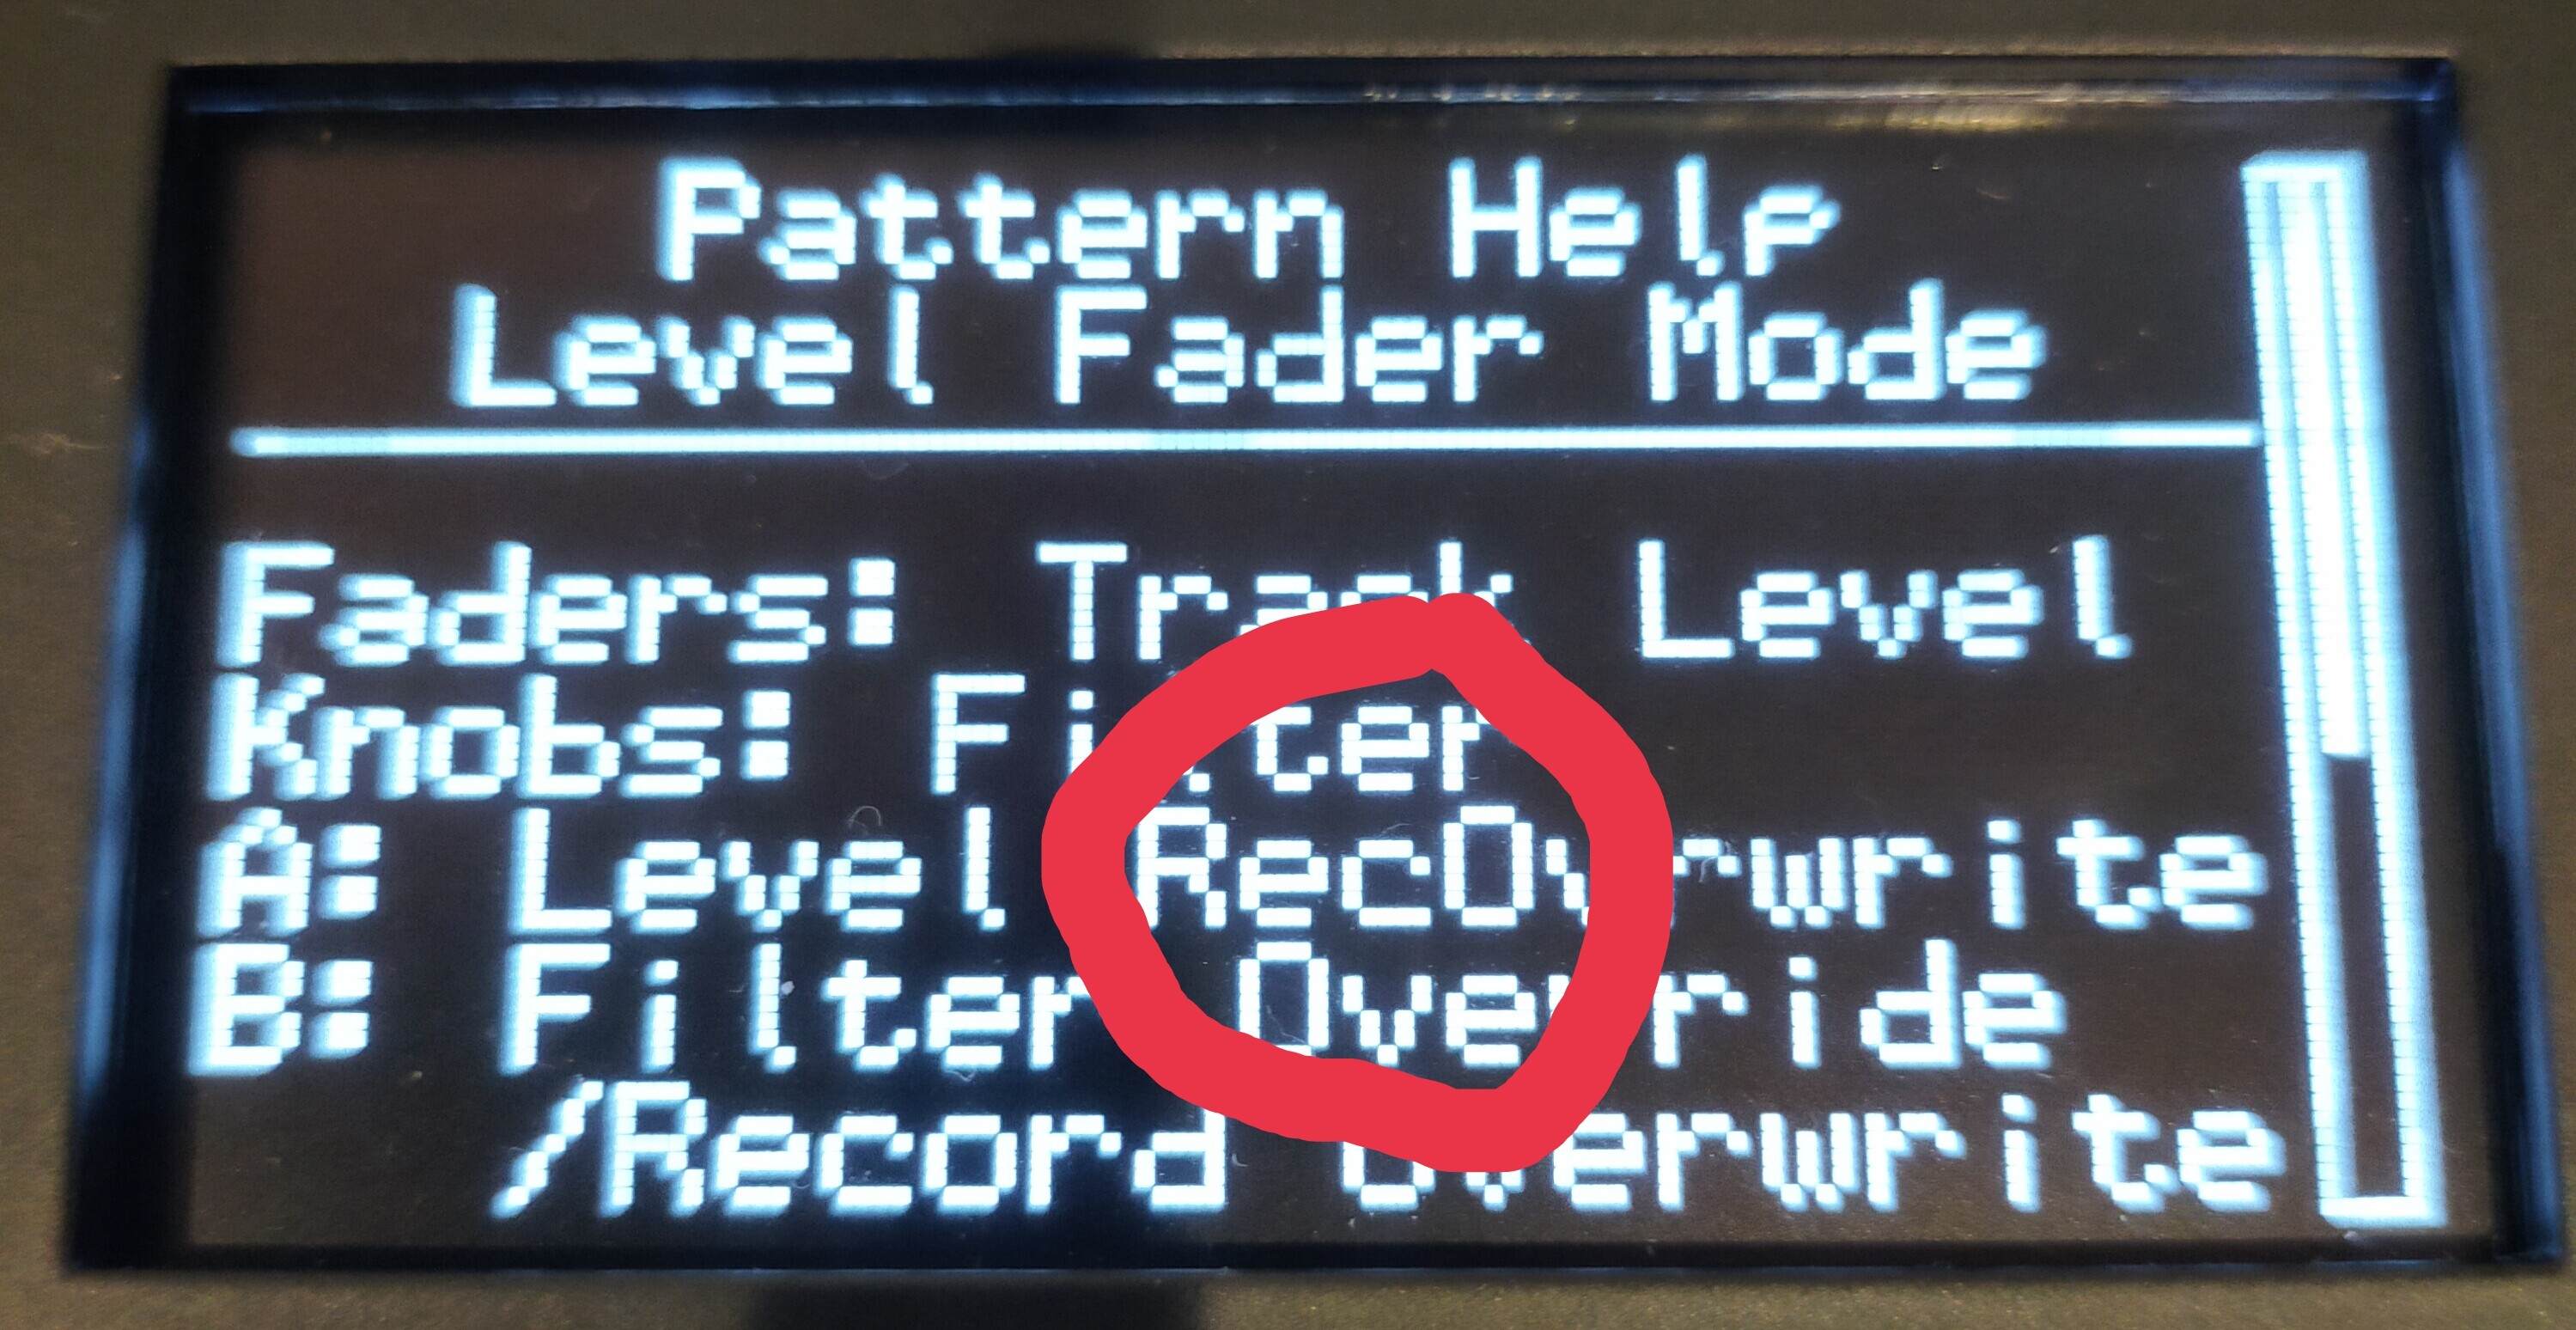 Pattern Help
Level Fader Mode
Faders: Track Level
Knobs: Filter
A: Level RecOverwrite
B: Filter Override
/Record Overwrite